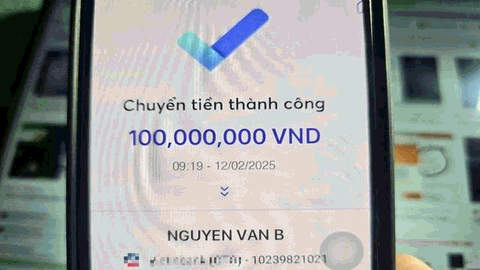 Chuyển tiền thành công
100,000,000 VND
09:19 - 12/02/2025
NGUYEN VAN B
- 10239821021